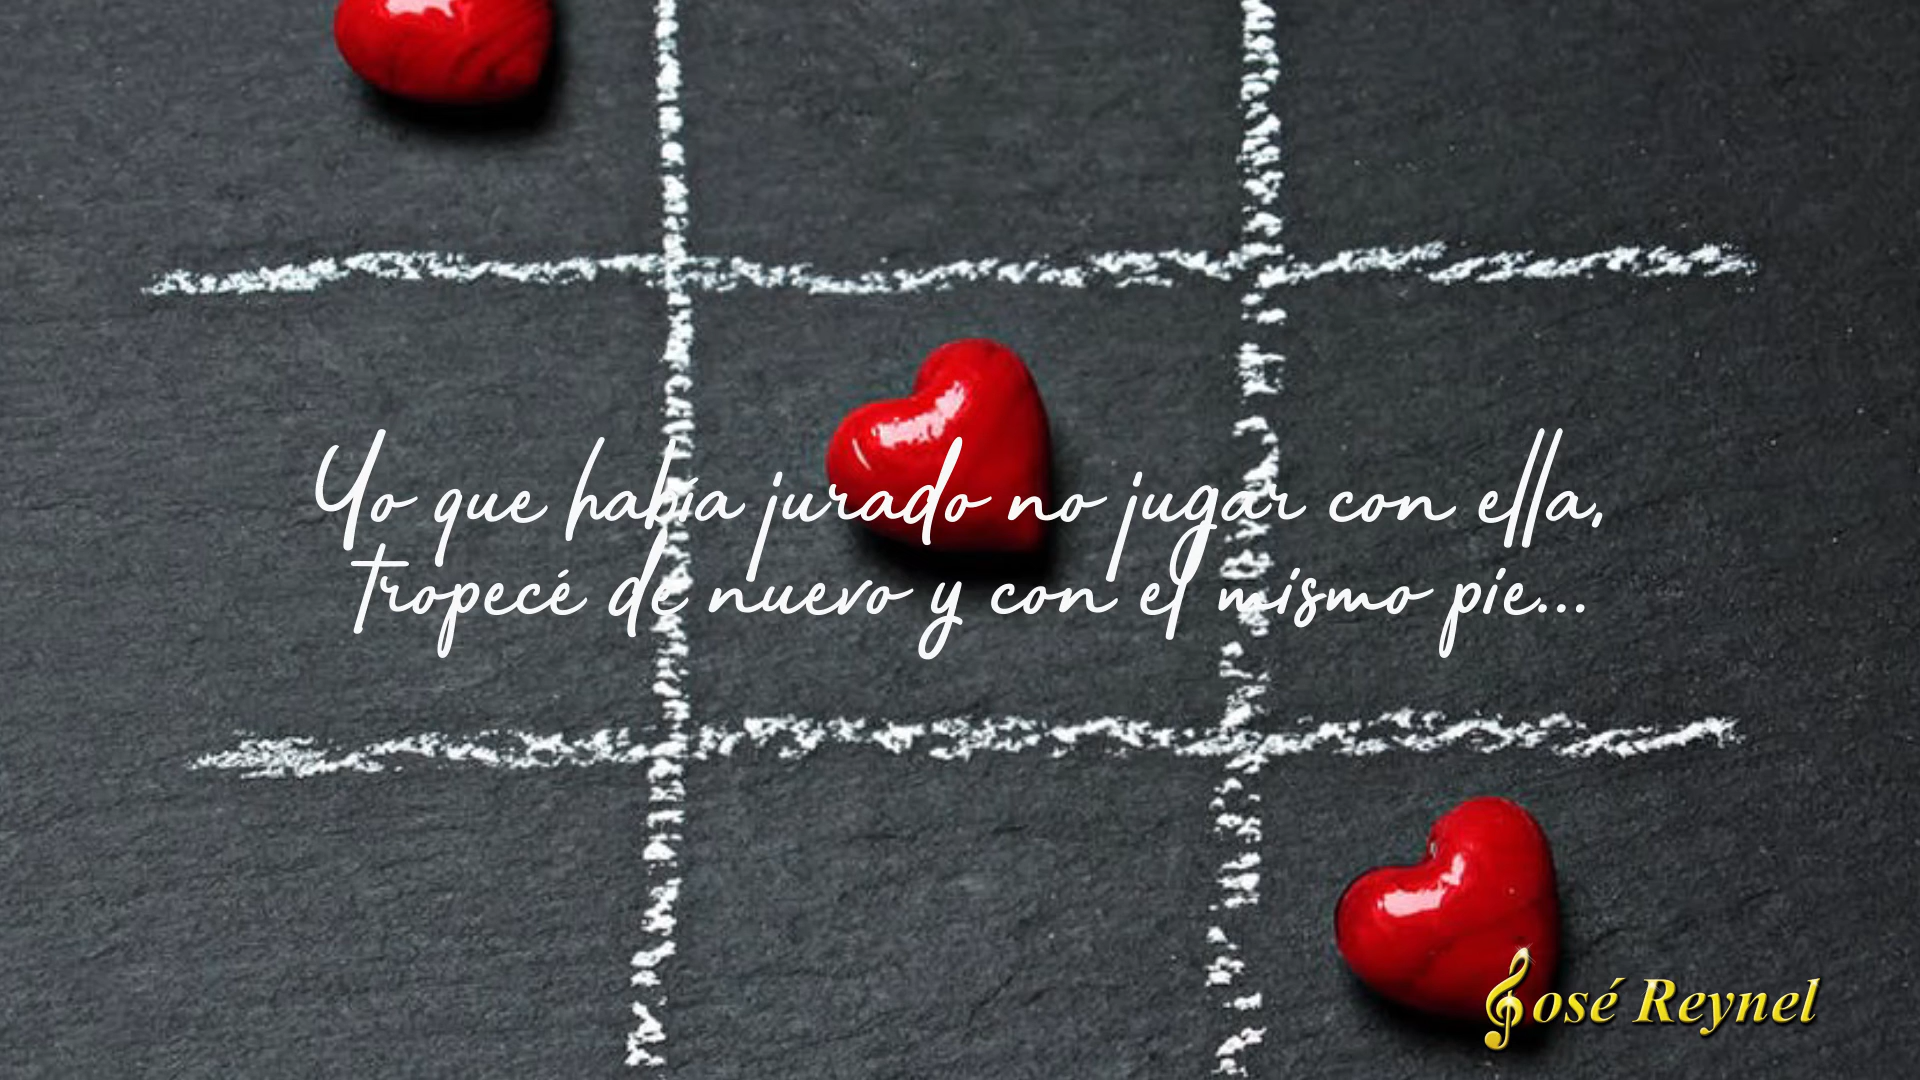 Yo que había jurado no jugar con ella,
tropecé de nuevo y con el mismo pie...
José Reynel